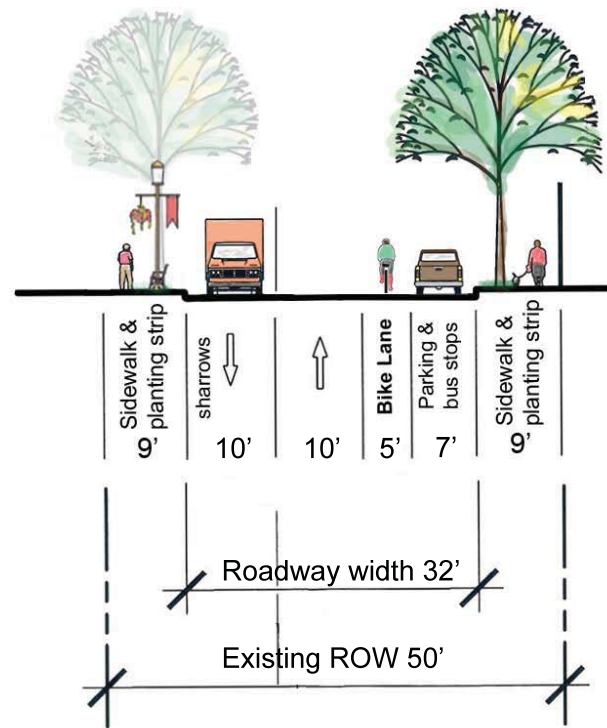 Sidewalk &
planting strip
sharrows
Bike Lane
Parking &
bus stops
Sidewalk &
planting strip
9’
10’
10’
5’
7’
9’
Roadway width 32’
Existing ROW 50’